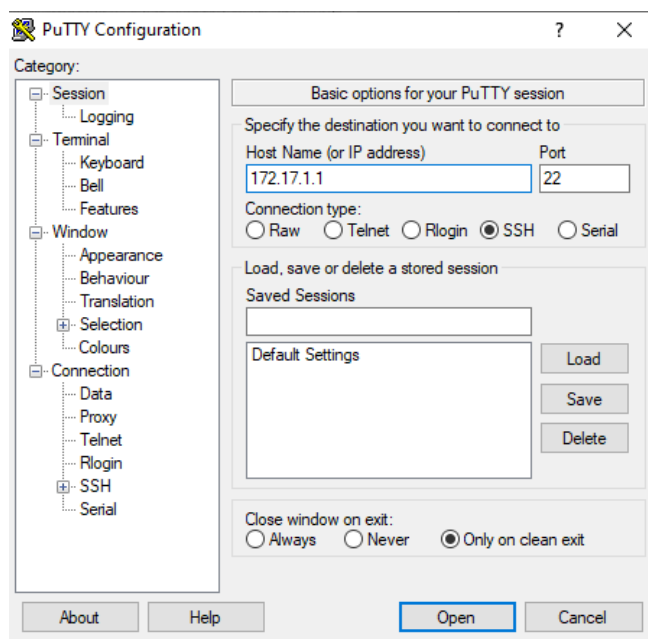 PuTTY Configuration ? ×
Category:
Session
Logging
Terminal
Keyboard
Bell
Features
Window
Appearance
Behaviour
Translation
Selection
Colours
Connection
Data
Proxy
Telnet
Rlogin
SSH
Serial
Basic options for your PuTTY session
Specify the destination you want to connect to
Host Name (or IP address) Port
172.17.1.1 22
Connection type:
Raw Telnet Rlogin SSH Serial
Load, save or delete a stored session
Saved Sessions
Default Settings
Load
Save
Delete
Close window on exit:
Always Never Only on clean exit
About Help Open Cancel